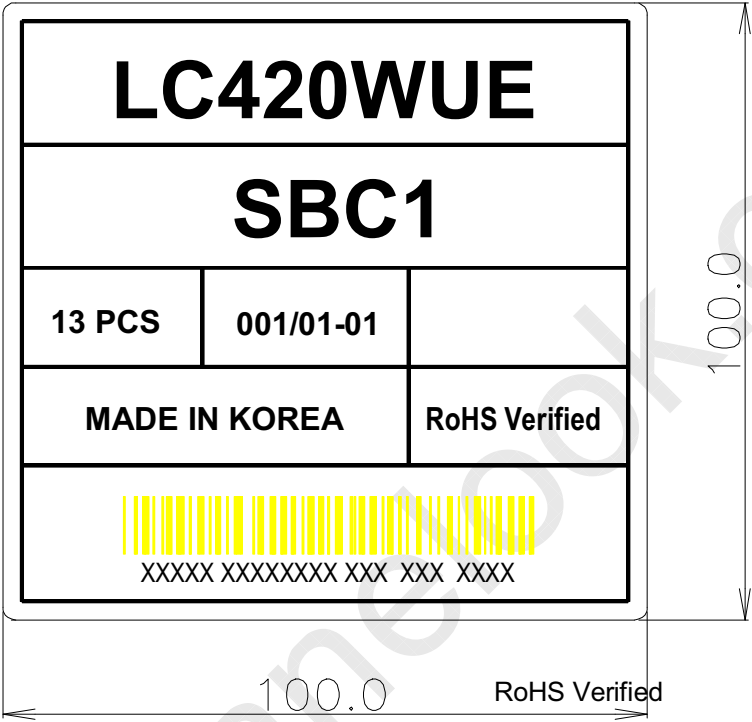 LC420WUE
SBC1
13 PCS 001/01-01
MADE IN KOREA RoHS Verified
XXXXX XXXXXXXX XXX XXX XXXX
100.0
100.0
RoHS Verified